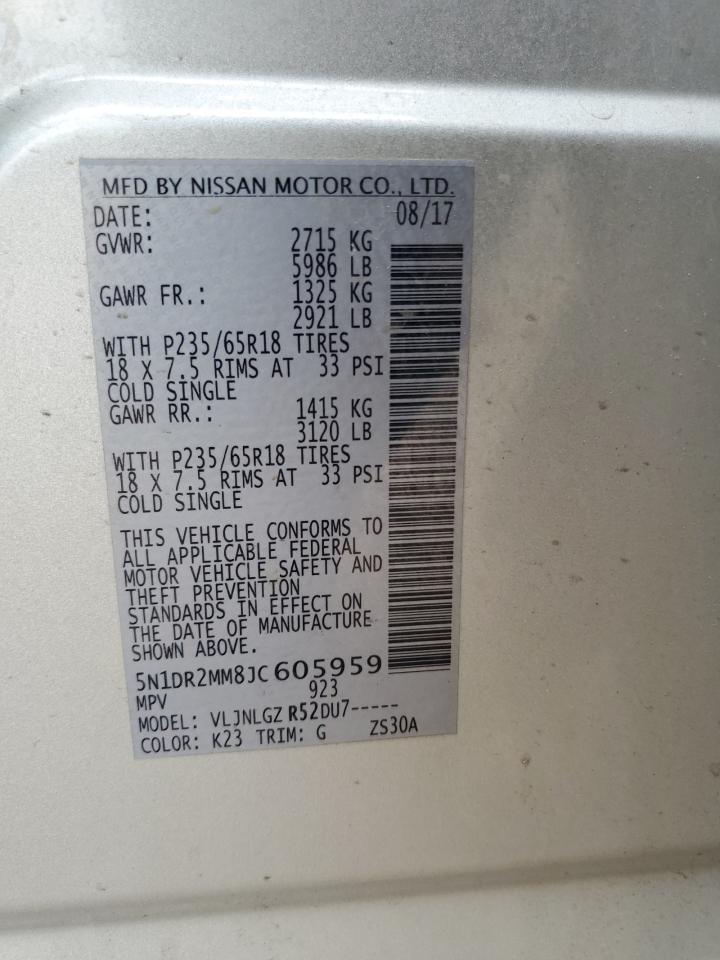 MFD BY NISSAN MOTOR CO., LTD.
DATE: 08/17
GVWR: 2715 KG
5986 LB
GAWR FR.: 1325 KG
2921 LB
WITH P235/65R18 TIRES
18 X 7.5 RIMS AT 33 PSI
COLD SINGLE
GAWR RR.: 1415 KG
3120 LB
WITH P235/65R18 TIRES
18 X 7.5 RIMS AT 33 PSI
COLD SINGLE
THIS VEHICLE CONFORMS TO
ALL APPLICABLE FEDERAL
MOTOR VEHICLE SAFETY AND
THEFT PREVENTION
STANDARDS IN EFFECT ON
THE DATE OF MANUFACTURE
SHOWN ABOVE.
5N1DR2MM8JC605959
MPV 923
MODEL: VLJNLGZ R52DU7-----
COLOR: K23 TRIM: G ZS30A